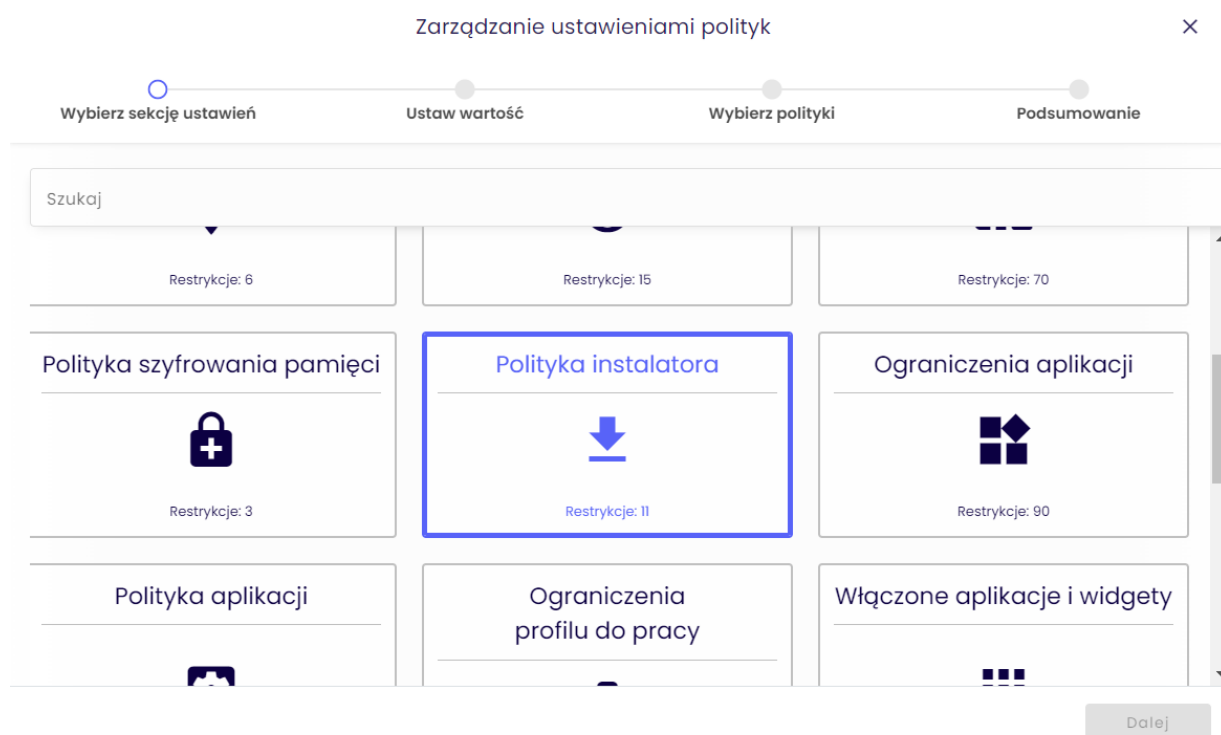 Zarządzanie ustawieniami polityk
Wybierz sekcję ustawień
Ustaw wartość
Wybierz polityki
Podsumowanie
Szukaj
Restrykcje: 6
Restrykcje: 15
Restrykcje: 70
Polityka szyfrowania pamięci
Restrykcje: 3
Polityka instalatora
Restrykcje: 11
Ograniczenia aplikacji
Restrykcje: 90
Polityka aplikacji
Ograniczenia
profilu do pracy
Włączone aplikacje i widgety
Dalej